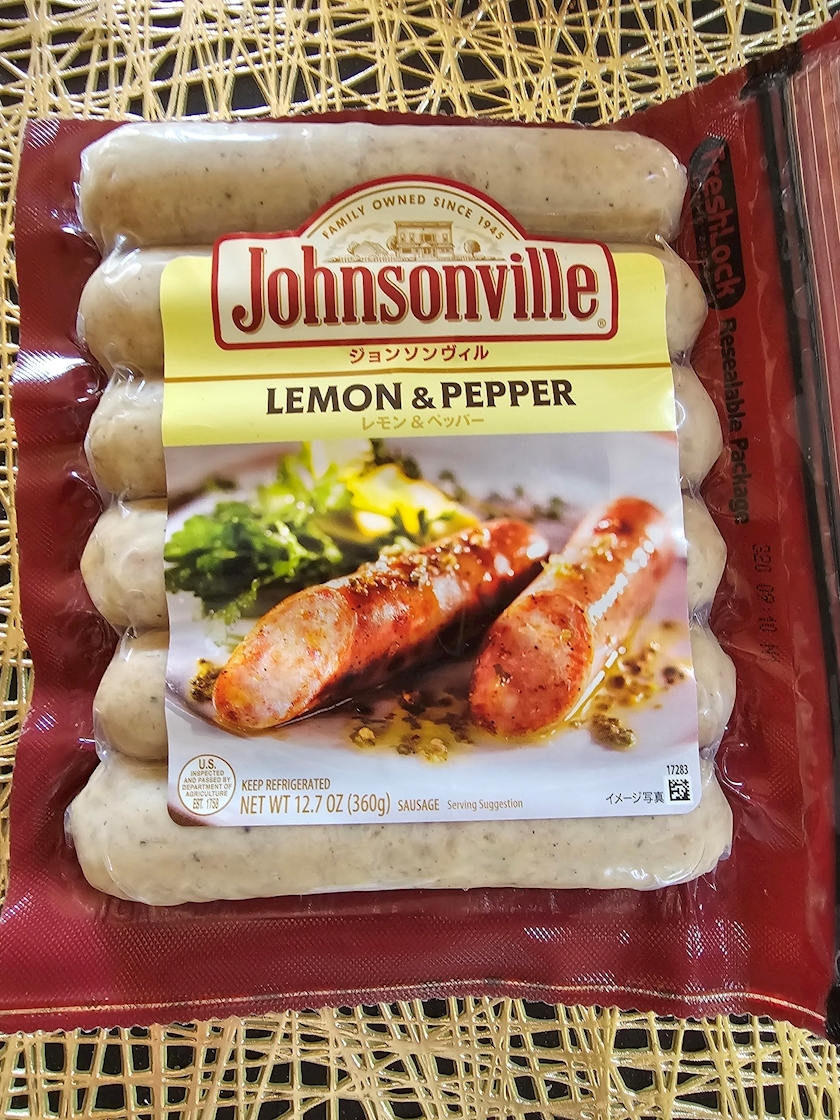 FAMILY OWNED SINCE 1945
Johnsonville®
ジョンソンヴィル
LEMON & PEPPER
レモン & ペッパー
FreshLock
Resealable Package
U.S.
INSPECTED
AND PASSED BY
DEPARTMENT OF
AGRICULTURE
EST. 1758
KEEP REFRIGERATED
NET WT 12.7 OZ (360g) SAUSAGE Serving Suggestion
17283
イメージ写真